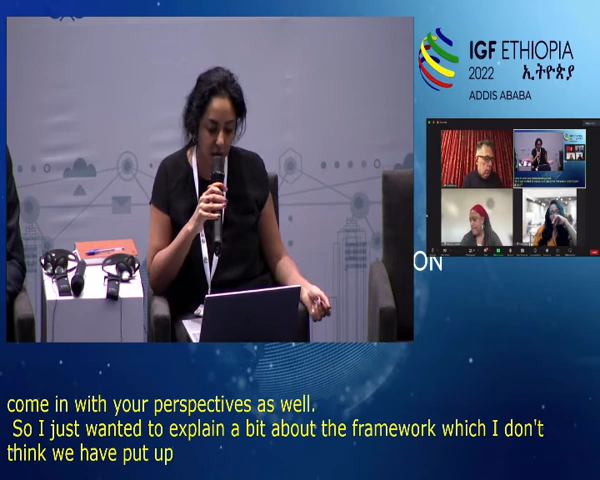 IGF ETHIOPIA
2022 ኢትዮጵያ
ADDIS ABABA
ON
come in with your perspectives as well.
So I just wanted to explain a bit about the framework which I don't
think we have put up